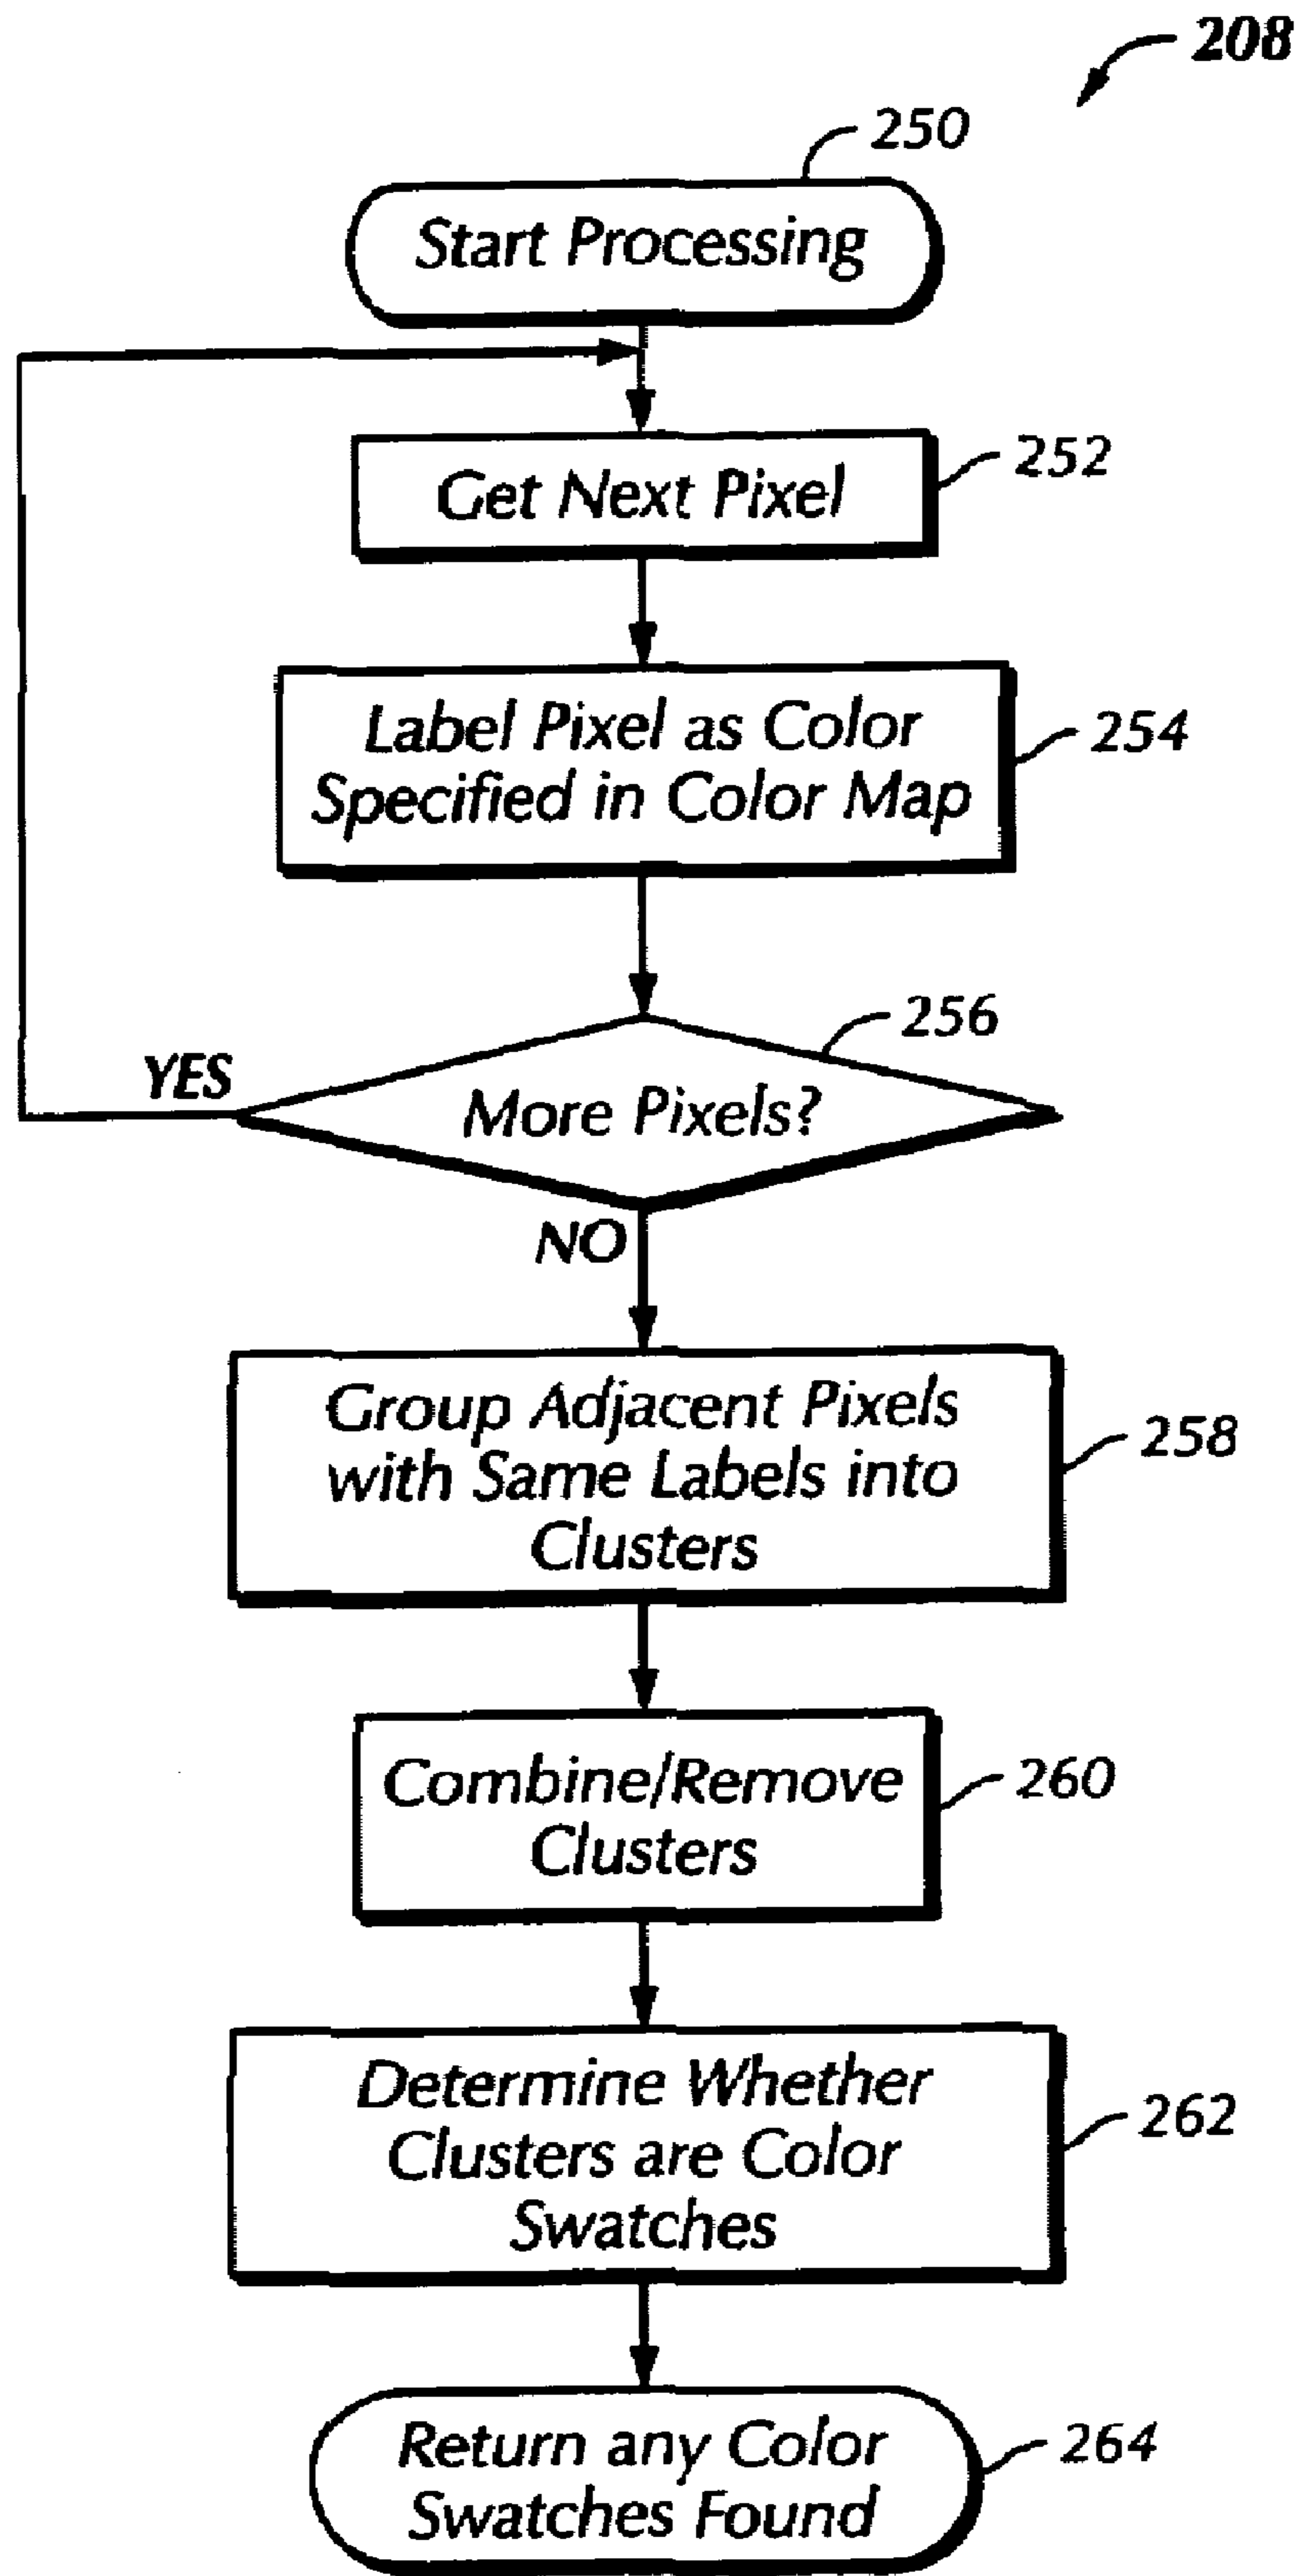 208
250
Start Processing
Get Next Pixel
252
Label Pixel as Color
Specified in Color Map
254
256
YES
More Pixels?
NO
Group Adjacent Pixels
with Same Labels into
Clusters
258
Combine/Remove
Clusters
260
Determine Whether
Clusters are Color
Swatches
262
Return any Color
Swatches Found
264